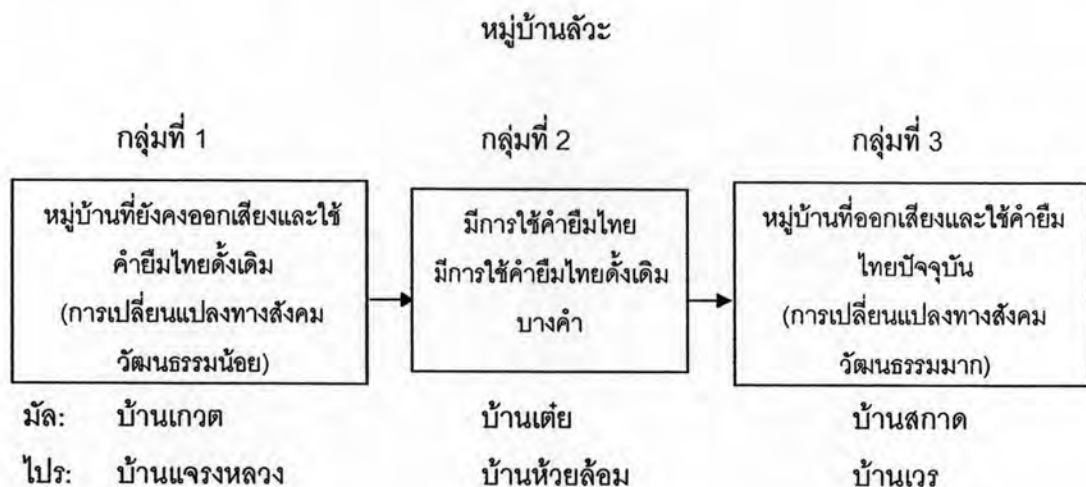 หมู่บ้านลัวะ
กลุ่มที่ 1
กลุ่มที่ 2
กลุ่มที่ 3
หมู่บ้านที่ยังคงออกเสียงและใช้
คำยืมไทยดั้งเดิม
(การเปลี่ยนแปลงทางสังคม
วัฒนธรรมน้อย)
มีการใช้คำยืมไทย
มีการใช้คำยืมไทยดั้งเดิม
บางคำ
หมู่บ้านที่ออกเสียงและใช้คำยืม
ไทยปัจจุบัน
(การเปลี่ยนแปลงทางสังคม
วัฒนธรรมมาก)
มัล: บ้านเกวต บ้านเต๋ย บ้านสกาด
ไปร: บ้านแจรงหลวง บ้านห้วยล้อม บ้านเวร